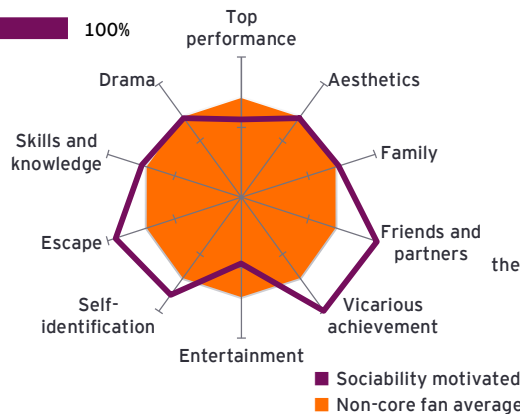 100%
Top
performance
Drama
Aesthetics
Skills and
knowledge
Family
Escape
Friends and
partners
the
Self-
identification
Vicarious
achievement
Entertainment
Sociability motivated
Non-core fan average